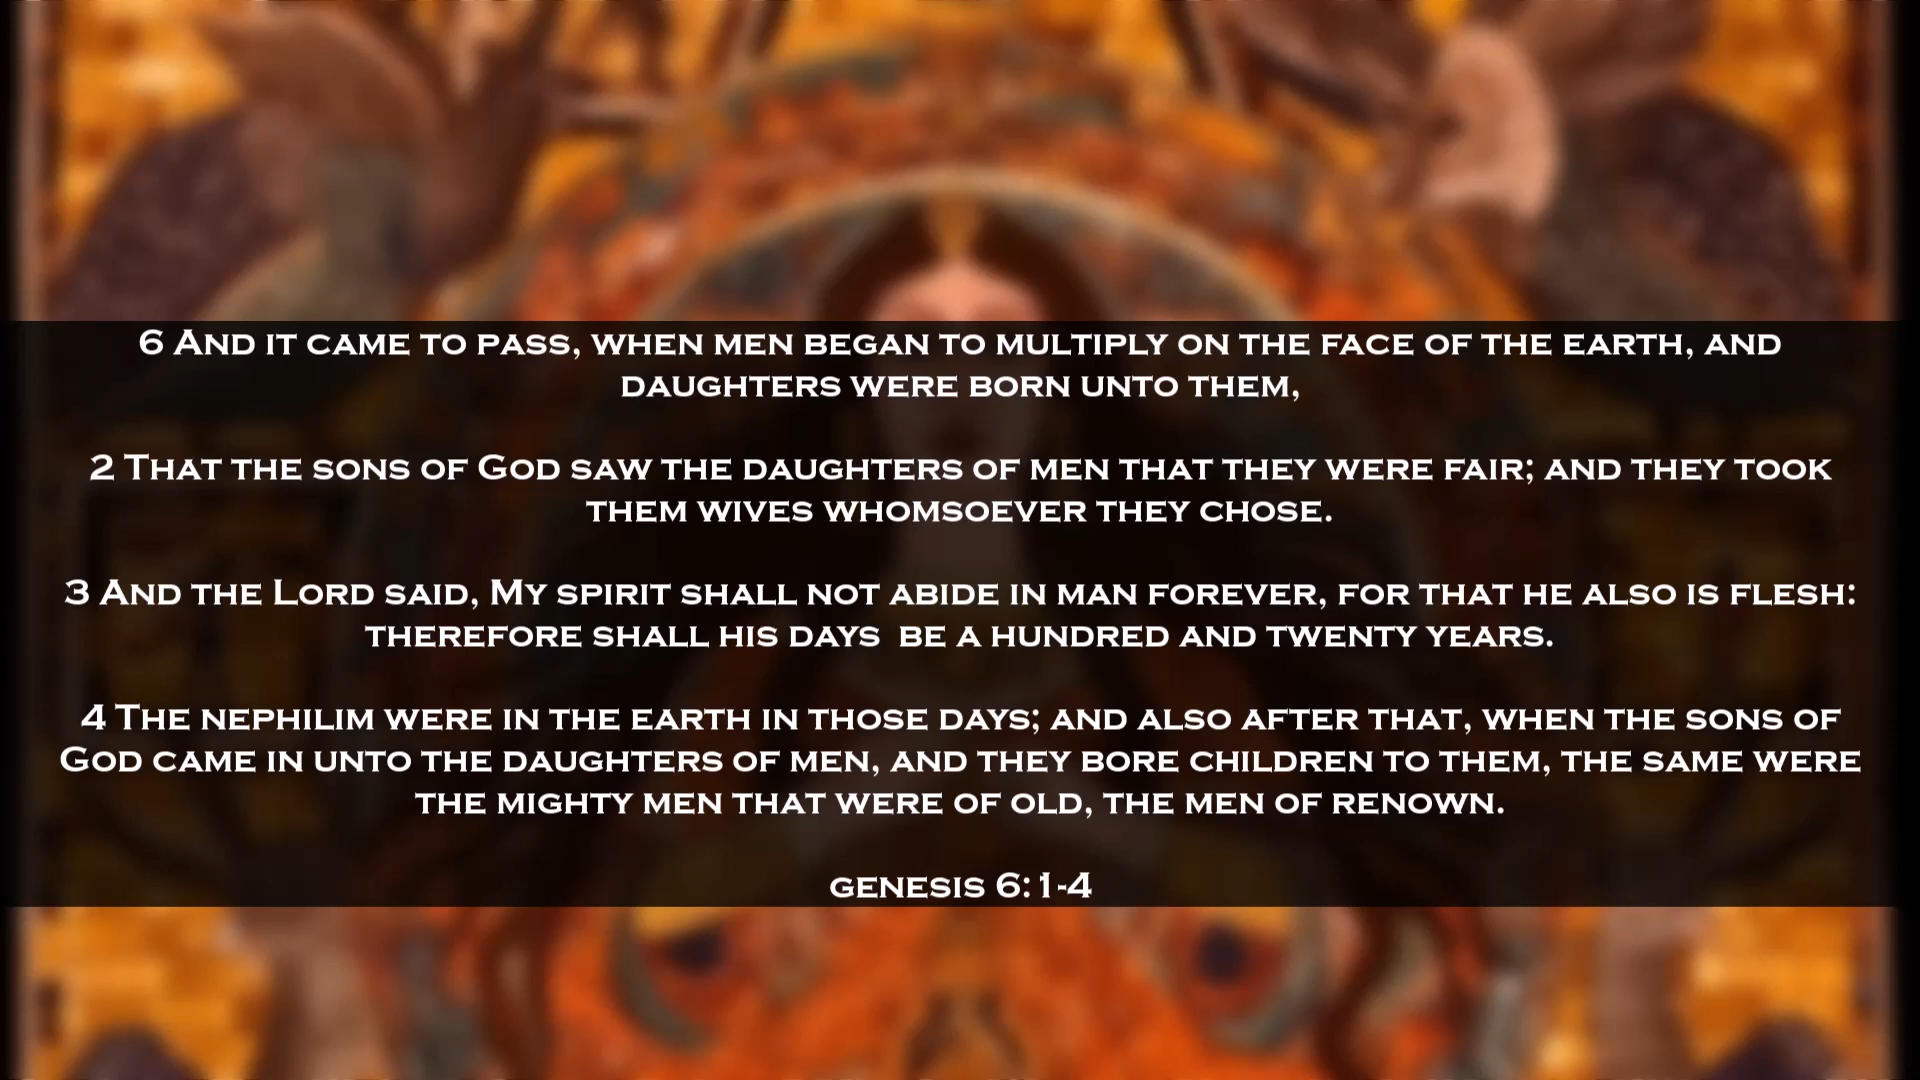 6 And it came to pass, when men began to multiply on the face of the earth, and
daughters were born unto them,
2 That the sons of God saw the daughters of men that they were fair; and they took
them wives whomsoever they chose.
3 And the Lord said, My spirit shall not abide in man forever, for that he also is flesh:
therefore shall his days  be a hundred and twenty years.
4 The nephilim were in the earth in those days; and also after that, when the sons of
God came in unto the daughters of men, and they bore children to them, the same were
the mighty men that were of old, the men of renown.
genesis 6:1-4